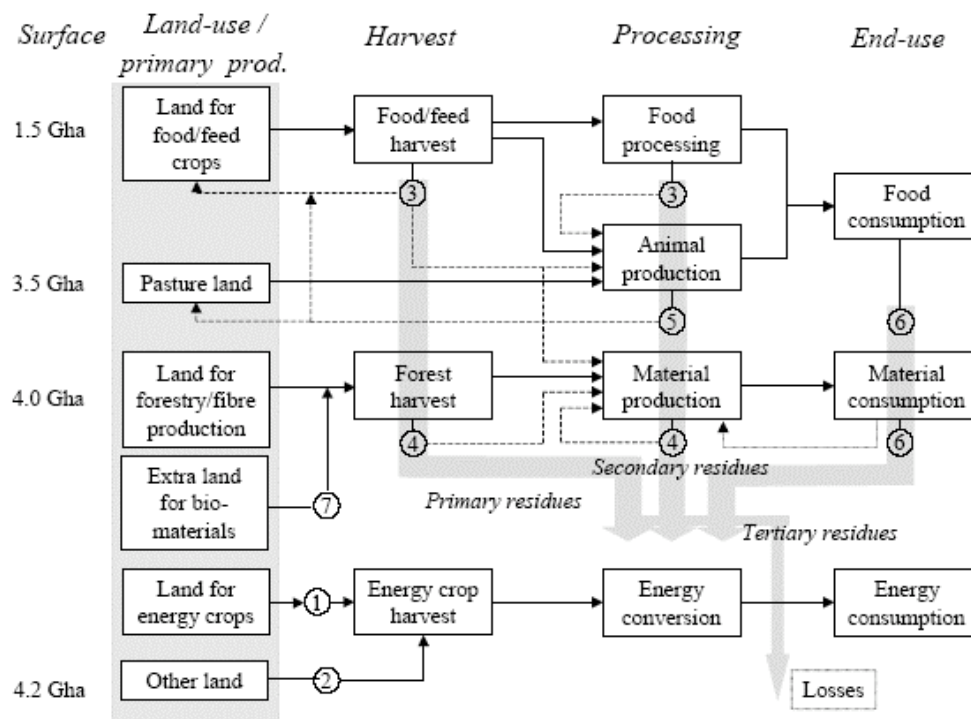 Surface
Land-use /
primary prod.
Harvest
Processing
End-use
1.5 Gha
Land for
food/feed
crops
Food/feed
harvest
Food
processing
3
3
Food
consumption
Animal
production
3.5 Gha
Pasture land
5
6
4.0 Gha
Land for
forestry/fibre
production
Forest
harvest
Material
production
Material
consumption
4
4
6
Secondary residues
Extra land
for bio-
materials
7
Primary residues
Tertiary residues
Land for
energy crops
1
Energy crop
harvest
Energy
conversion
Energy
consumption
4.2 Gha
Other land
2
Losses